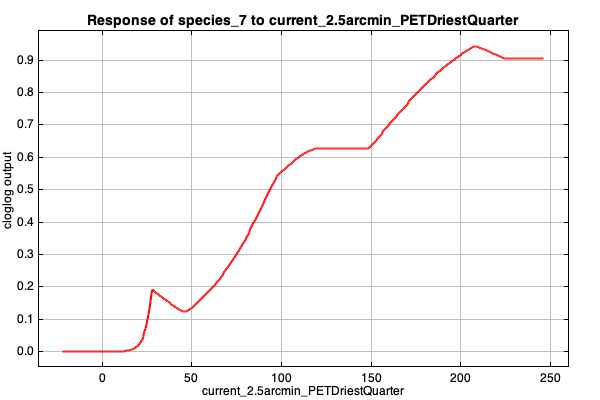 Response of species_7 to current_2.5arcmin_PETDriestQuarter
cloglog output
0.9
0.8
0.7
0.6
0.5
0.4
0.3
0.2
0.1
0.0
0 50 100 150 200 250
current_2.5arcmin_PETDriestQuarter